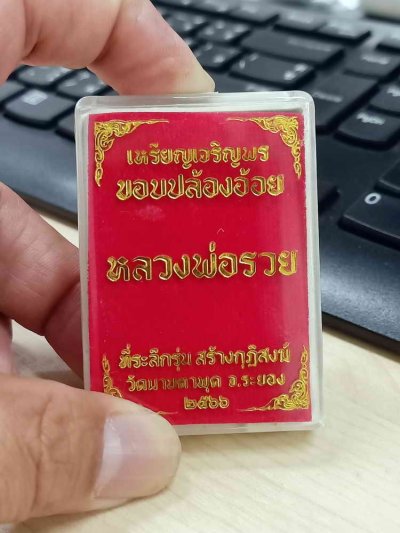 เหรียญเจริญพร
ขอบปล้องอ้อย
หลวงพ่อรวย
ที่ระลึกรุ่น สร้างกุฏิสงฆ์
วัดมาบตาพุด จ.ระยอง
๒๕๖๖